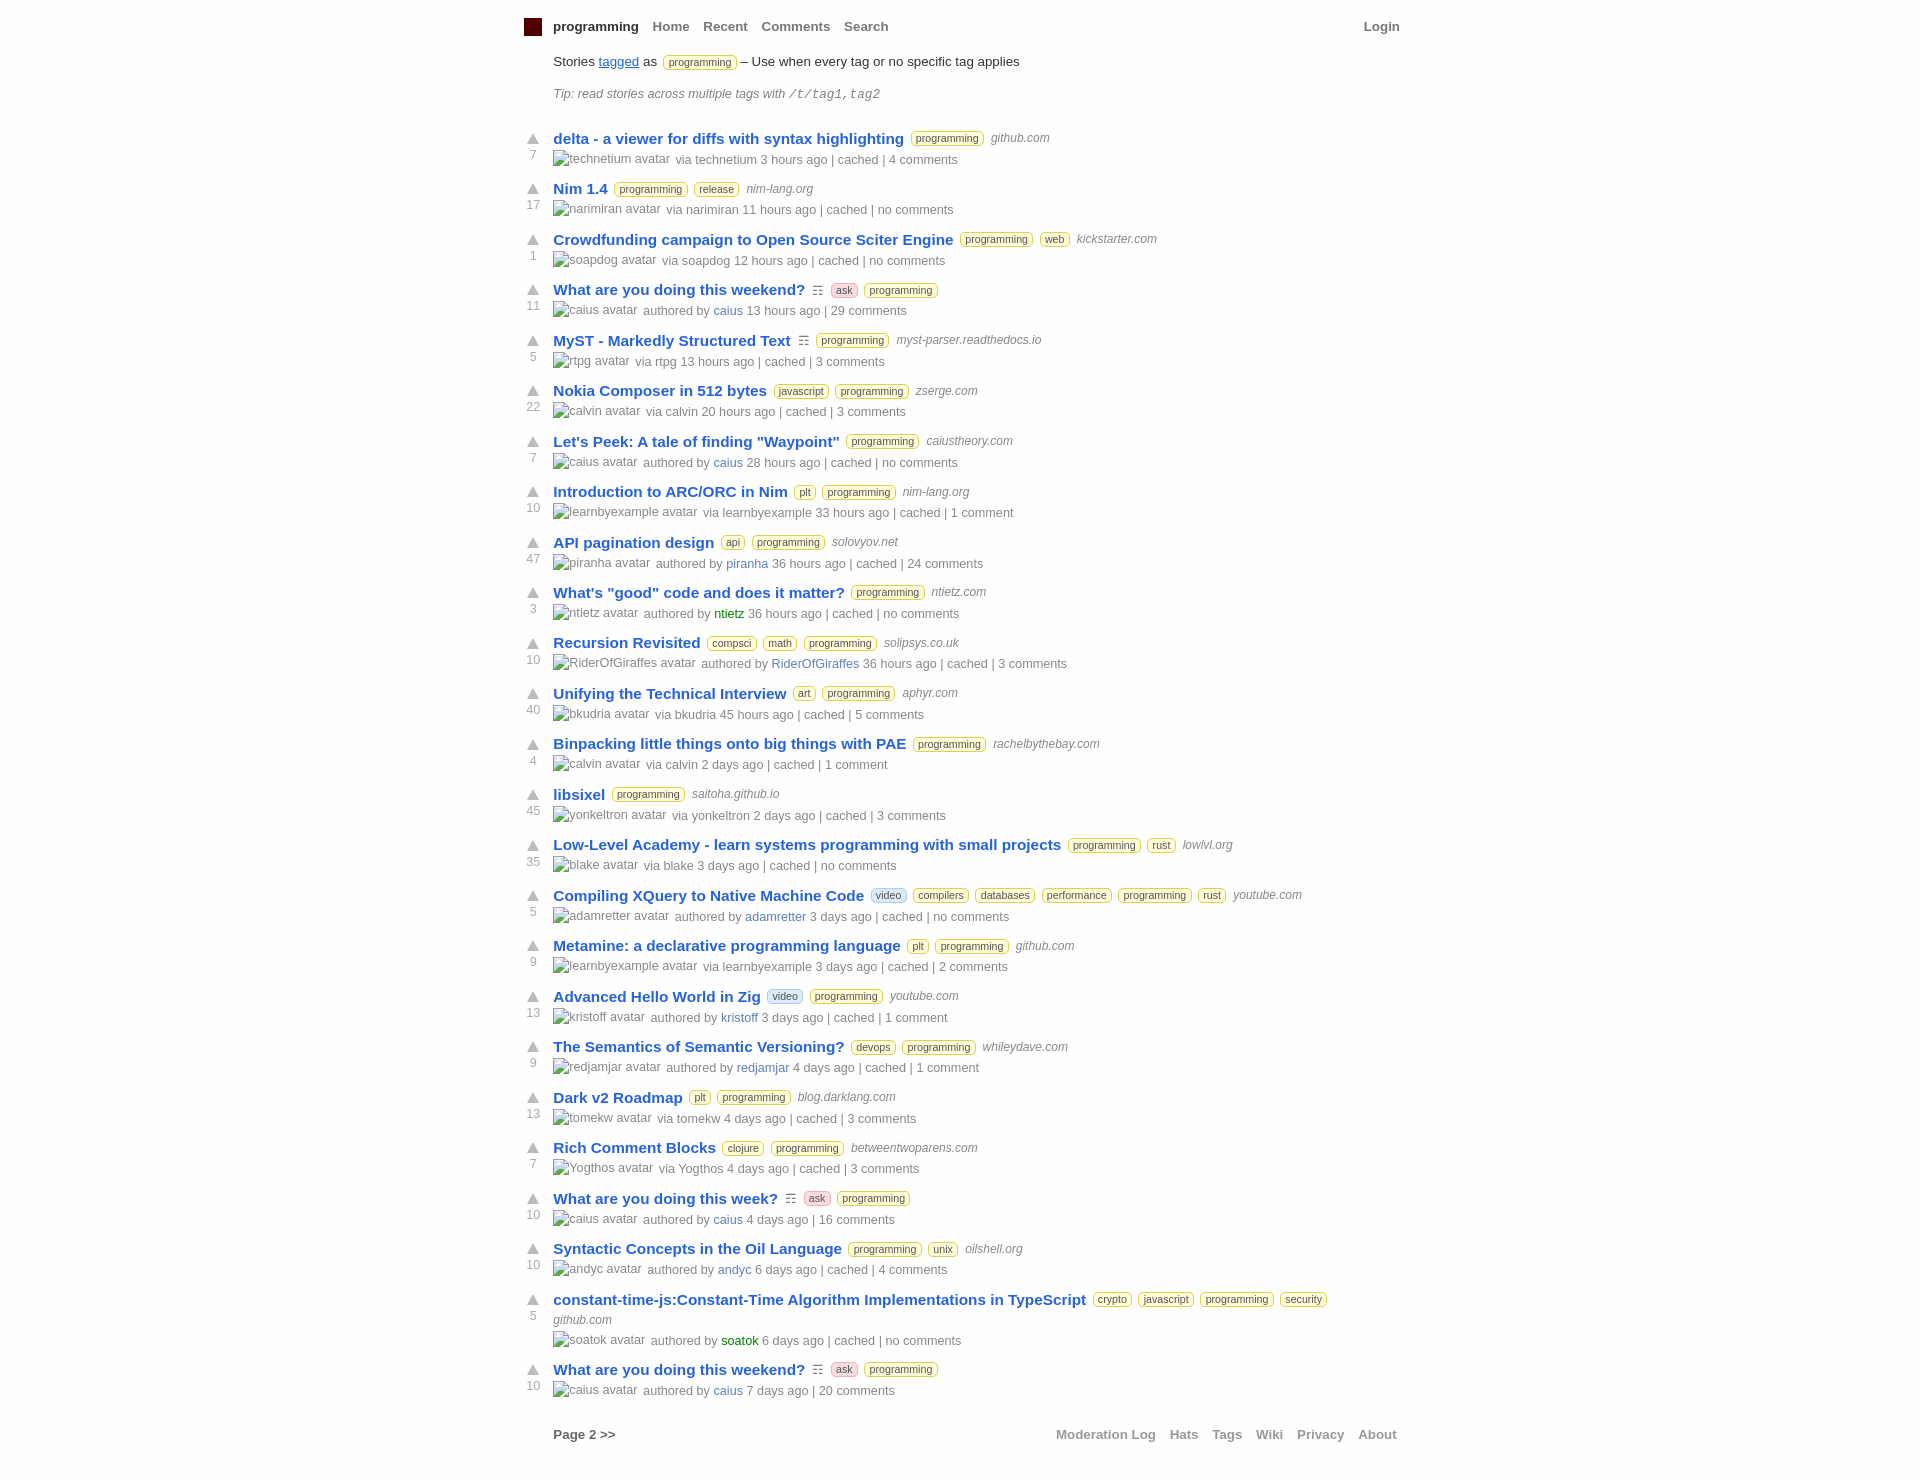 programming Home Recent Comments Search Login
Stories tagged as programming – Use when every tag or no specific tag applies
Tip: read stories across multiple tags with /t/tag1,tag2
delta - a viewer for diffs with syntax highlighting programming github.com
7
technetium avatar via technetium 3 hours ago | cached | 4 comments
Nim 1.4 programming release nim-lang.org
17
narimiran avatar via narimiran 11 hours ago | cached | no comments
Crowdfunding campaign to Open Source Sciter Engine programming web kickstarter.com
1
soapdog avatar via soapdog 12 hours ago | cached | no comments
What are you doing this weekend? ☶ ask programming
11
caius avatar authored by caius 13 hours ago | 29 comments
MyST - Markedly Structured Text ☶ programming myst-parser.readthedocs.io
5
rtpg avatar via rtpg 13 hours ago | cached | 3 comments
Nokia Composer in 512 bytes javascript programming zserge.com
22
calvin avatar via calvin 20 hours ago | cached | 3 comments
Let's Peek: A tale of finding "Waypoint" programming caiustheory.com
7
caius avatar authored by caius 28 hours ago | cached | no comments
Introduction to ARC/ORC in Nim plt programming nim-lang.org
10
learnbyexample avatar via learnbyexample 33 hours ago | cached | 1 comment
API pagination design api programming solovyov.net
47
piranha avatar authored by piranha 36 hours ago | cached | 24 comments
What's "good" code and does it matter? programming ntietz.com
3
ntietz avatar authored by ntietz 36 hours ago | cached | no comments
Recursion Revisited compsci math programming solipsys.co.uk
10
RiderOfGiraffes avatar authored by RiderOfGiraffes 36 hours ago | cached | 3 comments
Unifying the Technical Interview art programming aphyr.com
40
bkudria avatar via bkudria 45 hours ago | cached | 5 comments
Binpacking little things onto big things with PAE programming rachelbythebay.com
4
calvin avatar via calvin 2 days ago | cached | 1 comment
libsixel programming saitoha.github.io
45
yonkeltron avatar via yonkeltron 2 days ago | cached | 3 comments
Low-Level Academy - learn systems programming with small projects programming rust lowlvl.org
35
blake avatar via blake 3 days ago | cached | no comments
Compiling XQuery to Native Machine Code video compilers databases performance programming rust youtube.com
5
adamretter avatar authored by adamretter 3 days ago | cached | no comments
Metamine: a declarative programming language plt programming github.com
9
learnbyexample avatar via learnbyexample 3 days ago | cached | 2 comments
Advanced Hello World in Zig video programming youtube.com
13
kristoff avatar authored by kristoff 3 days ago | cached | 1 comment
The Semantics of Semantic Versioning? devops programming whileydave.com
9
redjamjar avatar authored by redjamjar 4 days ago | cached | 1 comment
Dark v2 Roadmap plt programming blog.darklang.com
13
tomekw avatar via tomekw 4 days ago | cached | 3 comments
Rich Comment Blocks clojure programming betweentwoparens.com
7
Yogthos avatar via Yogthos 4 days ago | cached | 3 comments
What are you doing this week? ☶ ask programming
10
caius avatar authored by caius 4 days ago | 16 comments
Syntactic Concepts in the Oil Language programming unix oilshell.org
10
andyc avatar authored by andyc 6 days ago | cached | 4 comments
constant-time-js:Constant-Time Algorithm Implementations in TypeScript crypto javascript programming security
5
github.com
soatok avatar authored by soatok 6 days ago | cached | no comments
What are you doing this weekend? ☶ ask programming
10
caius avatar authored by caius 7 days ago | 20 comments
Page 2 >> Moderation Log Hats Tags Wiki Privacy About